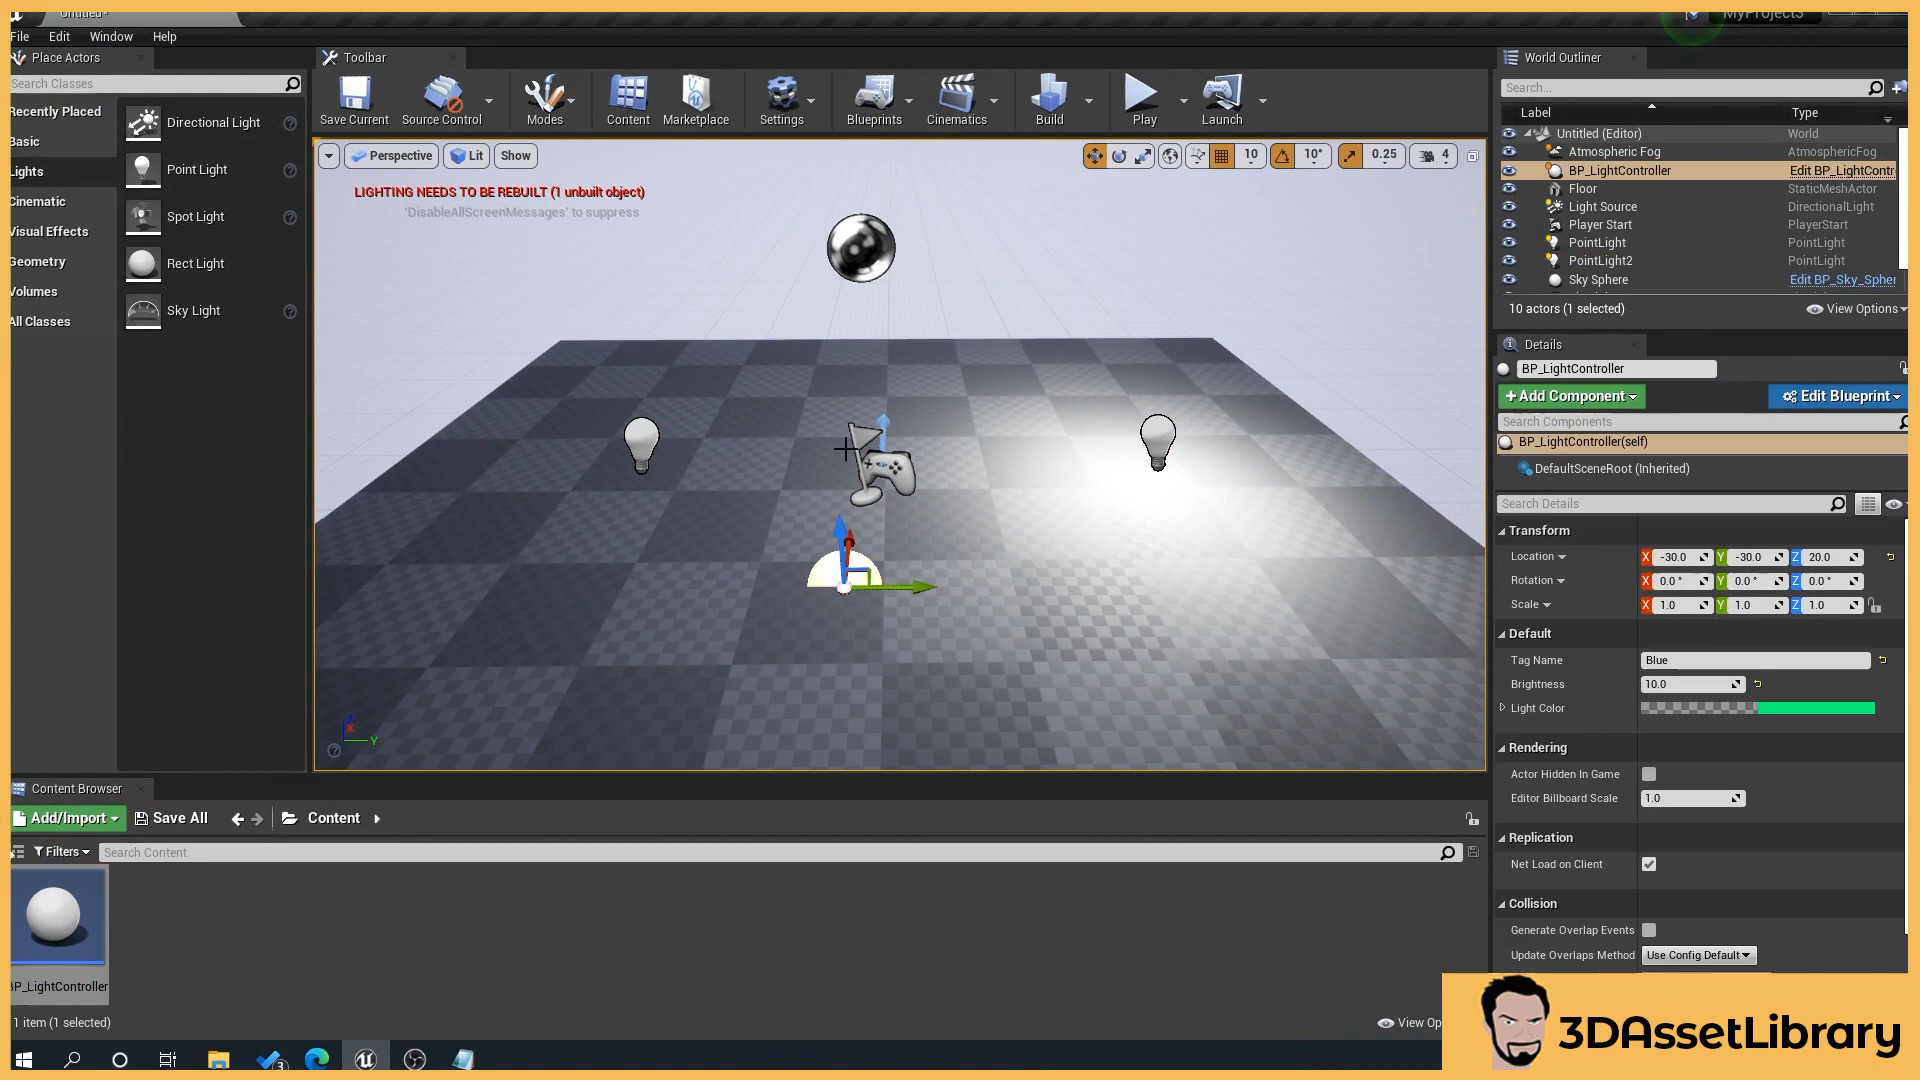 Untitled*
MyProject3
File Edit Window Help
Place Actors
Search Classes
Recently Placed
Basic
Lights
Cinematic
Visual Effects
Geometry
Volumes
All Classes
Directional Light
Point Light
Spot Light
Rect Light
Sky Light
Toolbar
Save Current
Source Control
Modes
Content
Marketplace
Settings
Blueprints
Cinematics
Build
Play
Launch
Perspective
Lit
Show
10
10°
0.25
4
LIGHTING NEEDS TO BE REBUILT (1 unbuilt object)
'DisableAllScreenMessages' to suppress
X
Y
World Outliner
Search...
Label Type
Untitled (Editor) World
Atmospheric Fog AtmosphericFog
BP_LightController Edit BP_LightContr
Floor StaticMeshActor
Light Source DirectionalLight
Player Start PlayerStart
PointLight PointLight
PointLight2 PointLight
Sky Sphere Edit BP_Sky_Spher
10 actors (1 selected)
View Options
Details
BP_LightController
+Add Component
Edit Blueprint
Search Components
BP_LightController(self)
DefaultSceneRoot (Inherited)
Search Details
Transform
Location X -30.0 Y -30.0 Z 20.0
Rotation X 0.0° Y 0.0° Z 0.0°
Scale X 1.0 Y 1.0 Z 1.0
Default
Tag Name Blue
Brightness 10.0
Light Color
Rendering
Actor Hidden In Game
Editor Billboard Scale 1.0
Replication
Net Load on Client
Collision
Generate Overlap Events
Update Overlaps Method Use Config Default
Content Browser
Add/Import
Save All
Content
Filters
Search Content
BP_LightController
1 item (1 selected)
View Op
3
3DAssetLibrary